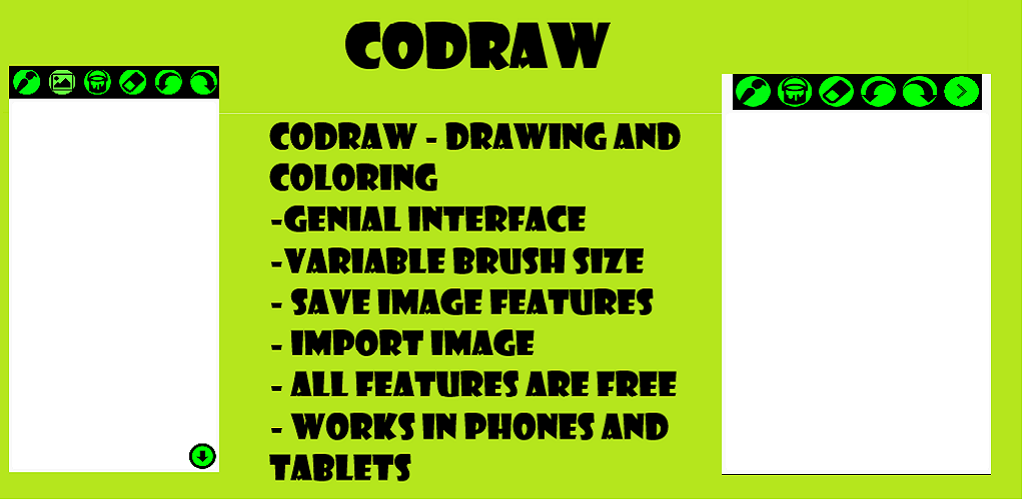 CODRAW
CODRAW - DRAWING AND
COLORING
-GENIAL INTERFACE
-VARIABLE BRUSH SIZE
- SAVE IMAGE FEATURES
- IMPORT IMAGE
- ALL FEATURES ARE FREE
- WORKS IN PHONES AND
TABLETS